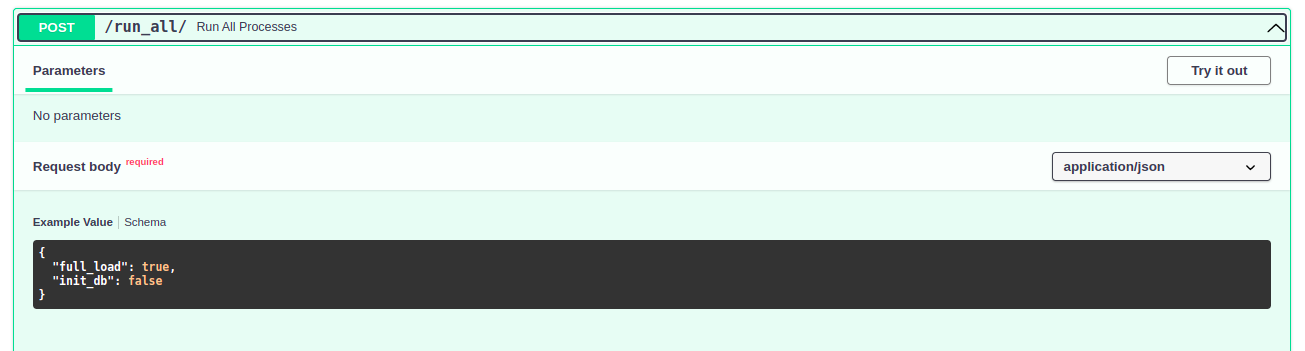 POST /run_all/ Run All Processes
Parameters Try it out
No parameters
Request body required application/json
Example Value Schema
{
  "full_load": true,
  "init_db": false
}